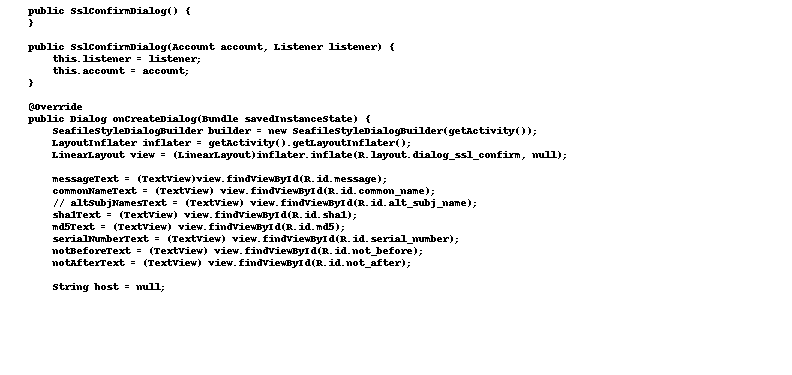 public SslConfirmDialog() {
}
public SslConfirmDialog(Account account, Listener listener) {
this.listener = listener;
this.account = account;
}
@Override
public Dialog onCreateDialog(Bundle savedInstanceState) {
SeafileStyleDialogBuilder builder = new SeafileStyleDialogBuilder(getActivity());
LayoutInflater inflater = getActivity().getLayoutInflater();
LinearLayout view = (LinearLayout)inflater.inflate(R.layout.dialog_ssl_confirm, null);
messageText = (TextView)view.findViewById(R.id.message);
commonNameText = (TextView) view.findViewById(R.id.common_name);
// altSubjNamesText = (TextView) view.findViewById(R.id.alt_subj_name);
sha1Text = (TextView) view.findViewById(R.id.sha1);
md5Text = (TextView) view.findViewById(R.id.md5);
serialNumberText = (TextView) view.findViewById(R.id.serial_number);
notBeforeText = (TextView) view.findViewById(R.id.not_before);
notAfterText = (TextView) view.findViewById(R.id.not_after);
String host = null;